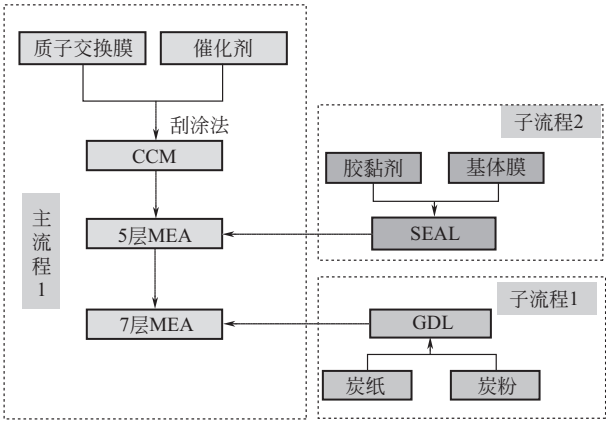 质子交换膜
催化剂
刮涂法
CCM
主流程1
5层MEA
7层MEA
子流程2
胶黏剂
基体膜
SEAL
子流程1
GDL
炭纸
炭粉